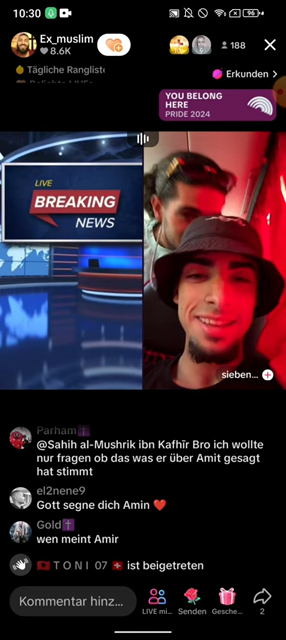 10:30
96
Ex_muslim
8.6K
188
Tägliche Rangliste
Erkunden >
YOU BELONG
HERE
PRIDE 2024
LIVE
BREAKING
NEWS
sieben...
Parham
@Sahih al-Mushrik ibn Kafhīr Bro ich wollte
nur fragen ob das was er über Amit gesagt
hat stimmt
el2nene9
Gott segne dich Amin ❤️
Gold
wen meint Amir
T O N I 07 🇨🇭 ist beigetreten
Kommentar hinz...
LIVE mi...
Senden
Gesche...
2